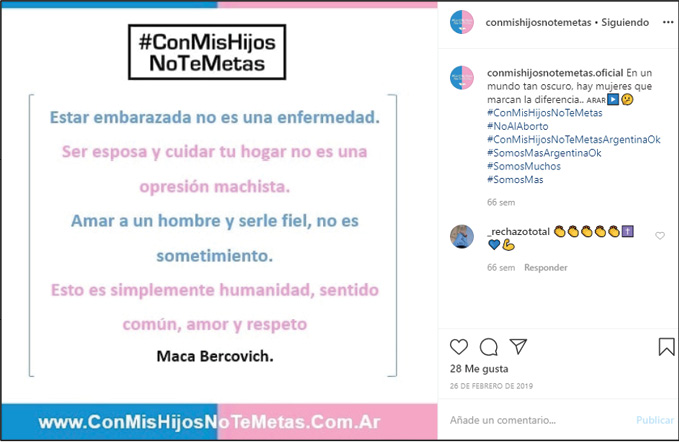 #ConMisHijos
NoTeMetas
Estar embarazada no es una enfermedad.
Ser esposa y cuidar tu hogar no es una
opresión machista.
Amar a un hombre y serle fiel, no es
sometimiento.
Esto es simplemente humanidad, sentido
común, amor y respeto
Maca Bercovich.
www.ConMisHijosNoTeMetas.Com.Ar
conmishijosnotemetas • Siguiendo
conmishijosnotemetas.oficial En un
mundo tan oscuro, hay mujeres que
marcan la diferencia.. ARAR▶️😕
#ConMisHijosNoTeMetas
#NoAlAborto
#ConMisHijosNoTeMetasArgentinaOk
#SomosMasArgentinaOk
#SomosMuchos
#SomosMas
66 sem
_rechazototal 👏👏👏👏👏✝️
💙💪
66 sem Responder
28 Me gusta
26 DE FEBRERO DE 2019
Añade un comentario...
Publicar